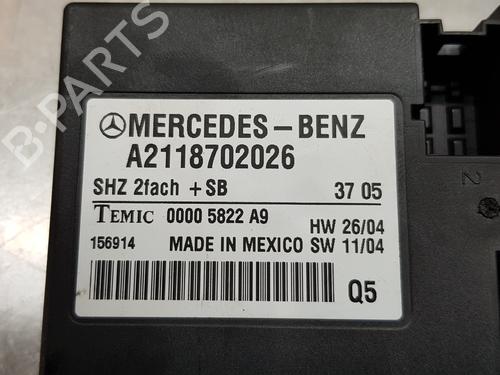 MERCEDES-BENZ
A2118702026
SHZ 2fach + SB 37 05
TEMIC 0000 5822 A9 HW 26/04
156914 MADE IN MEXICO SW 11/04
Q5
2
B-PARTS